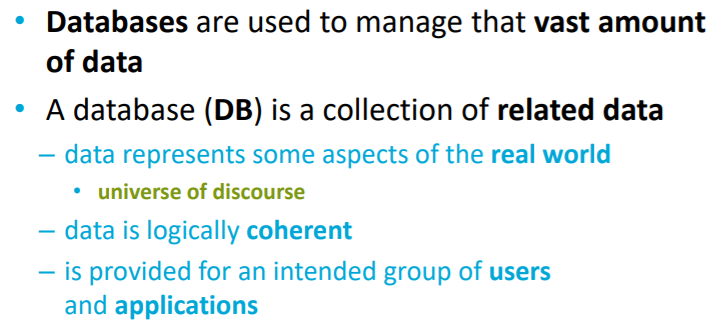 • Databases are used to manage that vast amount
of data
• A database (DB) is a collection of related data
– data represents some aspects of the real world
• universe of discourse
– data is logically coherent
– is provided for an intended group of users
and applications